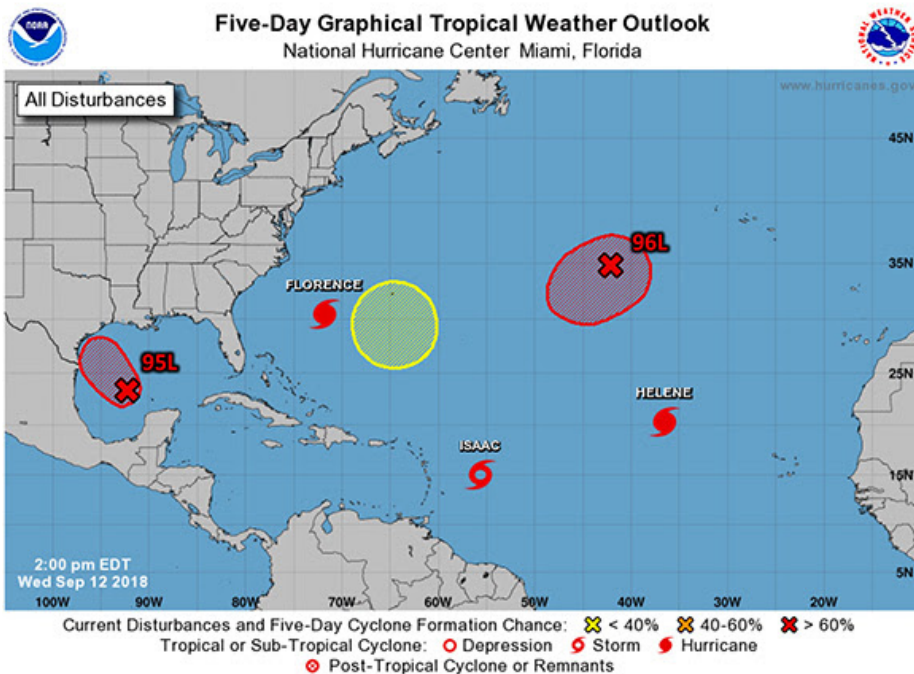 Five-Day Graphical Tropical Weather Outlook
National Hurricane Center Miami, Florida
NOAA
All Disturbances
www.hurricanes.gov
45N
96L
35N
FLORENCE
95L
25N
HELENE
ISAAC
15N
2:00 pm EDT
Wed Sep 12 2018
5N
100W 90W 80W 70W 60W 50W 40W 30W 20W
Current Disturbances and Five-Day Cyclone Formation Chance: < 40% 40-60% > 60%
Tropical or Sub-Tropical Cyclone: Depression Storm Hurricane
Post-Tropical Cyclone or Remnants